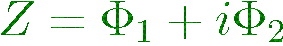 Z = Φ₁ + iΦ₂